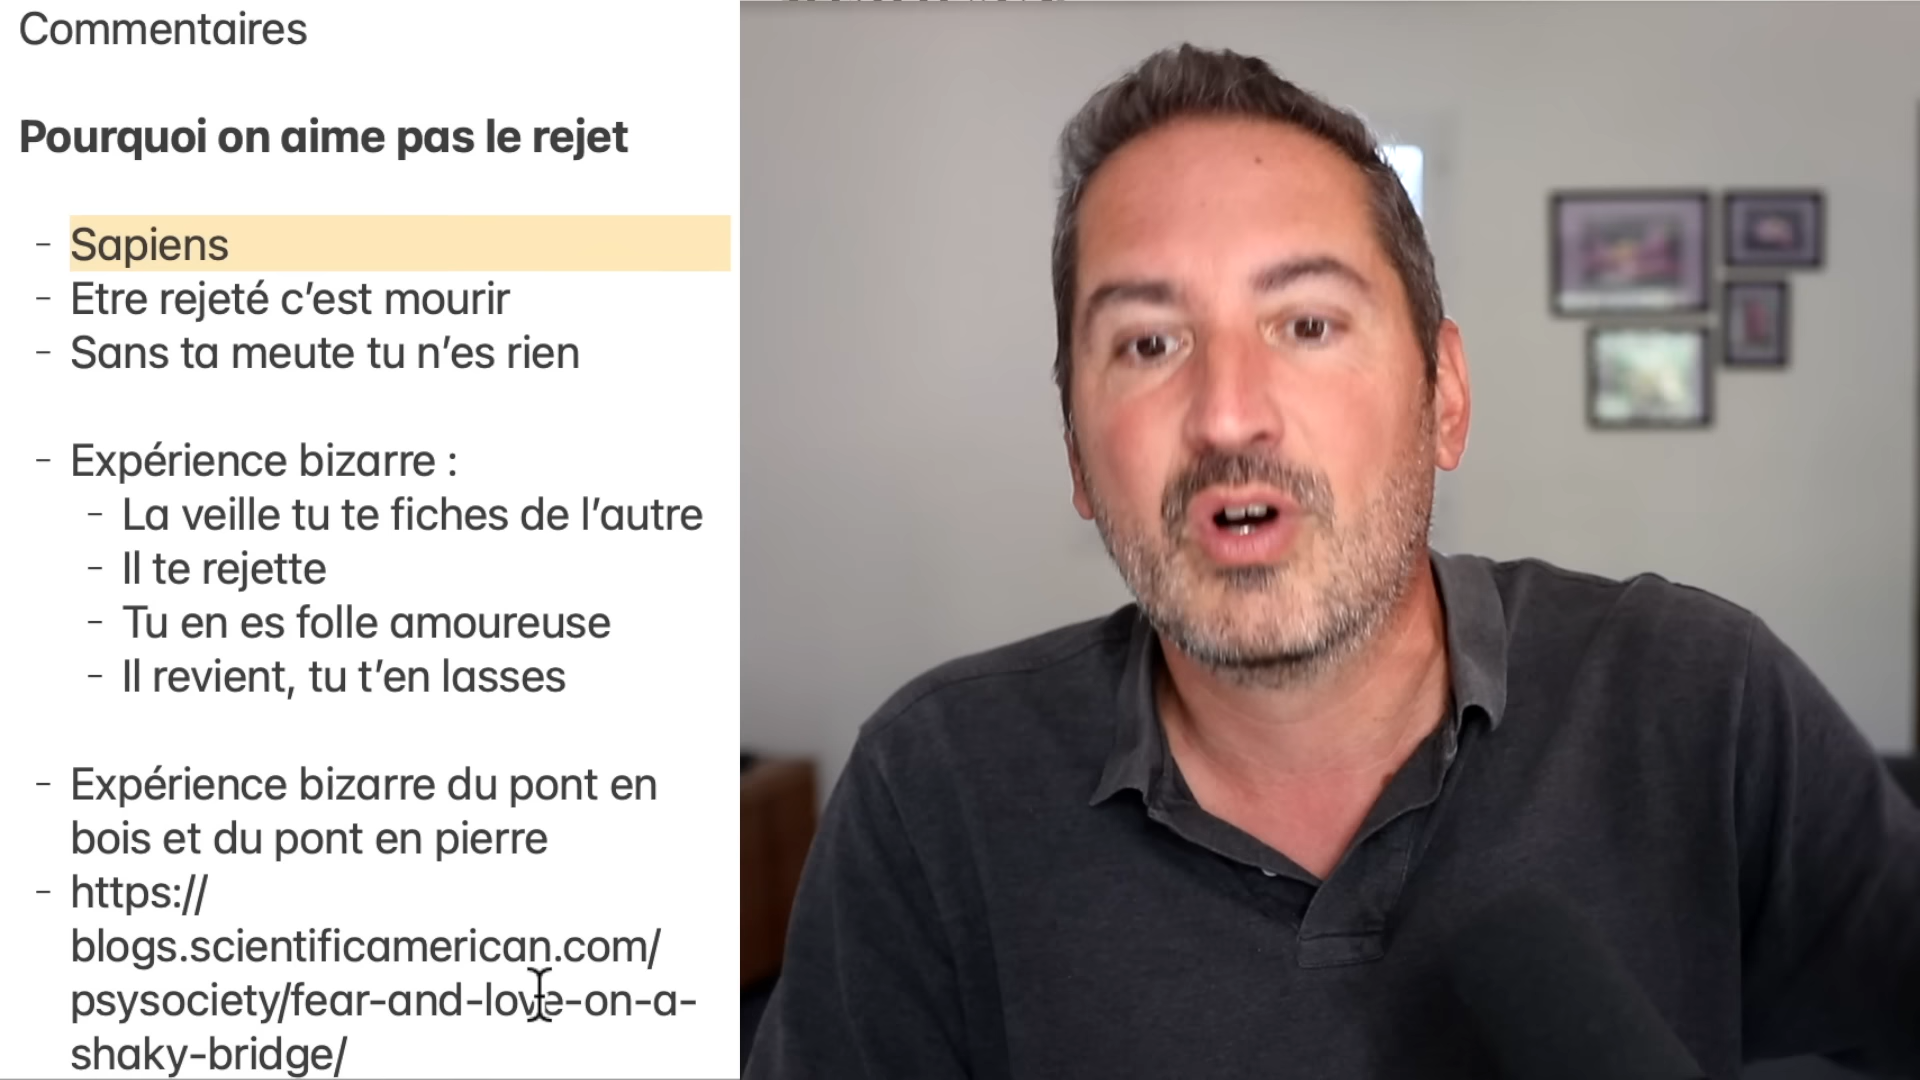 Commentaires
Pourquoi on aime pas le rejet
- Sapiens
- Etre rejeté c’est mourir
- Sans ta meute tu n’es rien
- Expérience bizarre :
- La veille tu te fiches de l’autre
- Il te rejette
- Tu en es folle amoureuse
- Il revient, tu t’en lasses
- Expérience bizarre du pont en
bois et du pont en pierre
- https://
blogs.scientificamerican.com/
psysociety/fear-and-love-on-a-
shaky-bridge/